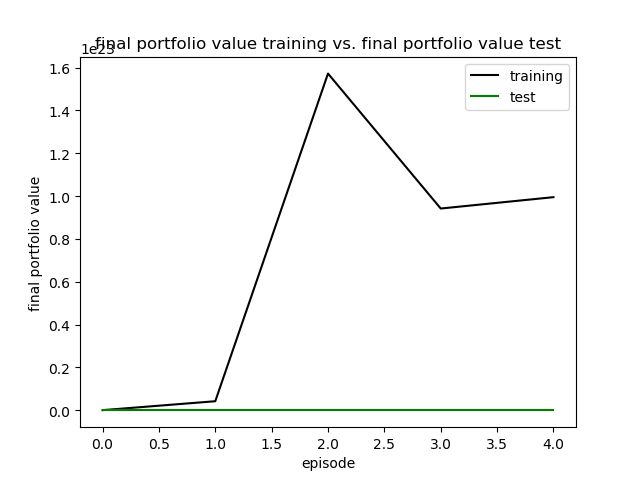 final portfolio value training vs. final portfolio value test
1e23
1.6
1.4
1.2
1.0
0.8
0.6
0.4
0.2
0.0
final portfolio value
training
test
0.0 0.5 1.0 1.5 2.0 2.5 3.0 3.5 4.0
episode